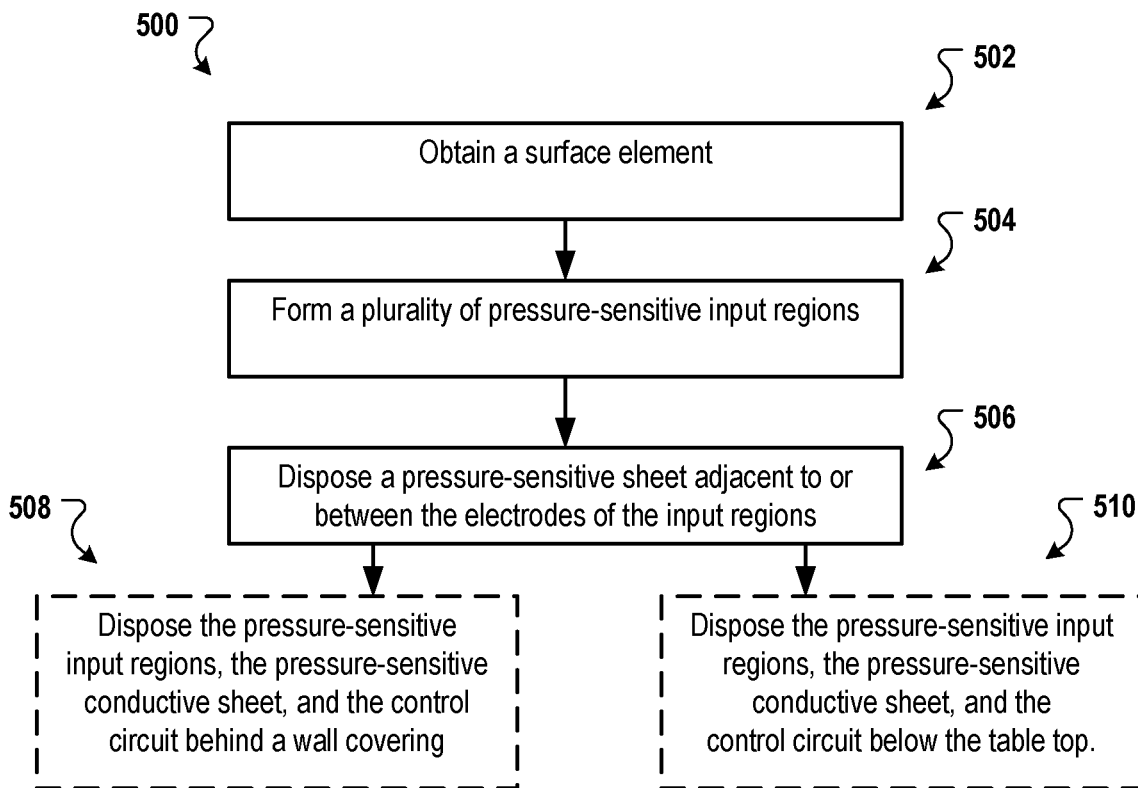 500
502
Obtain a surface element
504
Form a plurality of pressure-sensitive input regions
506
Dispose a pressure-sensitive sheet adjacent to or
between the electrodes of the input regions
508
510
Dispose the pressure-sensitive
input regions, the pressure-sensitive
conductive sheet, and the control
circuit behind a wall covering
Dispose the pressure-sensitive input
regions, the pressure-sensitive
conductive sheet, and the
control circuit below the table top.